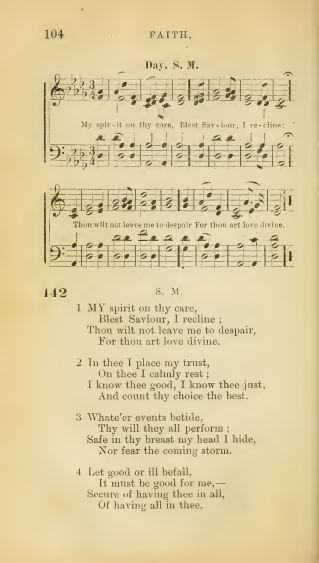 104
FAITH.
Day. S. M.
My spir-it on thy care, Blest Sav-iour, I re-cline:
Thou wilt not leave me to despair For thou art love divine.
142
S. M.
1 MY spirit on thy care,
Blest Saviour, I recline ;
Thou wilt not leave me to despair,
For thou art love divine.
2 In thee I place my trust,
On thee I calmly rest ;
I know thee good, I know thee just,
And count thy choice the best.
3 Whate'er events betide,
Thy will they all perform ;
Safe in thy breast my head I hide,
Nor fear the coming storm.
4 Let good or ill befall,
It must be good for me,—
Secure of having thee in all,
Of having all in thee.